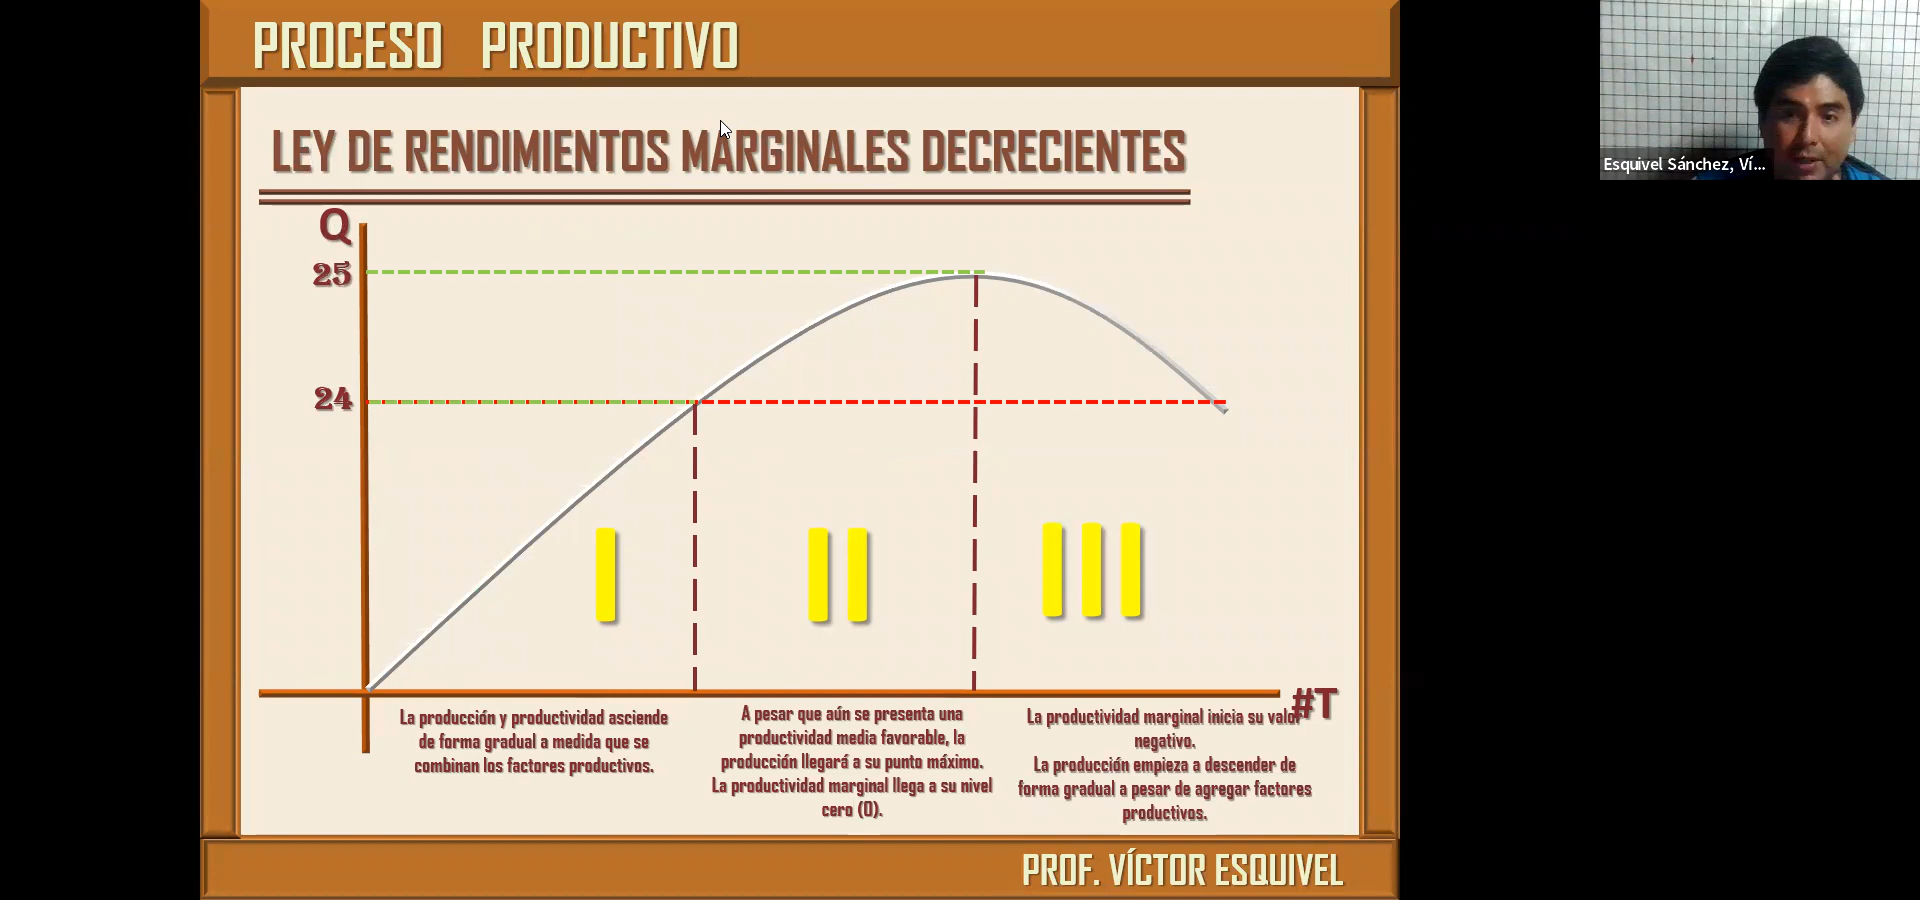 PROCESO PRODUCTIVO
Esquivel Sánchez, Ví...
LEY DE RENDIMIENTOS MARGINALES DECRECIENTES
Q
25
24
I
II
III
#T
La producción y productividad asciende
de forma gradual a medida que se
combinan los factores productivos.
A pesar que aún se presenta una
productividad media favorable, la
producción llegará a su punto máximo.
La productividad marginal llega a su nivel
cero (0).
La productividad marginal inicia su valor
negativo.
La producción empieza a descender de
forma gradual a pesar de agregar factores
productivos.
PROF. VÍCTOR ESQUIVEL